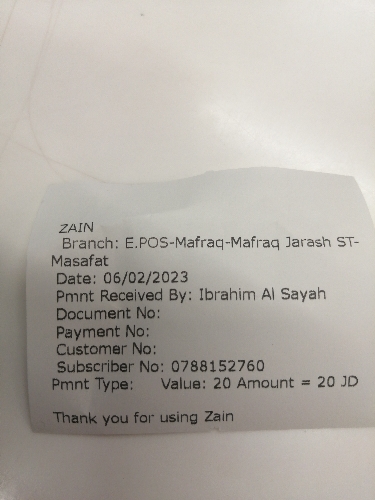 ZAIN
Branch: E.POS-Mafraq-Mafraq Jarash ST-
Masafat
Date: 06/02/2023
Pmnt Received By: Ibrahim Al Sayah
Document No:
Payment No:
Customer No:
Subscriber No: 0788152760
Pmnt Type: Value: 20 Amount = 20 JD
Thank you for using Zain